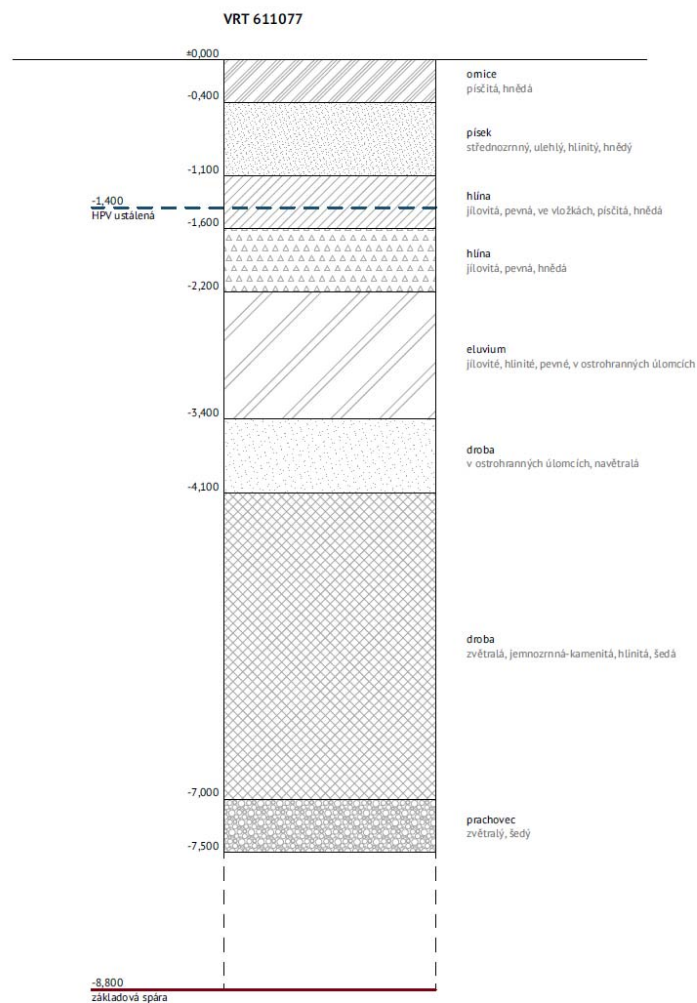 VRT 611077
±0,000
ornice
písčitá, hnědá
-0,400
písek
střednozrnný, ulehlý, hlinitý, hnědý
-1,100
hlína
jílovitá, pevná, ve vložkách, písčitá, hnědá
-1,400
HPV ustálená
-1,600
hlína
jílovitá, pevná, hnědá
-2,200
eluvium
jílovité, hlinité, pevné, v ostrohranných úlomcích
-3,400
droba
v ostrohranných úlomcích, navětralá
-4,100
droba
zvětralá, jemnozrnná-kamenitá, hlinitá, šedá
-7,000
prachovec
zvětralý, šedý
-7,500
-8,800
základová spára